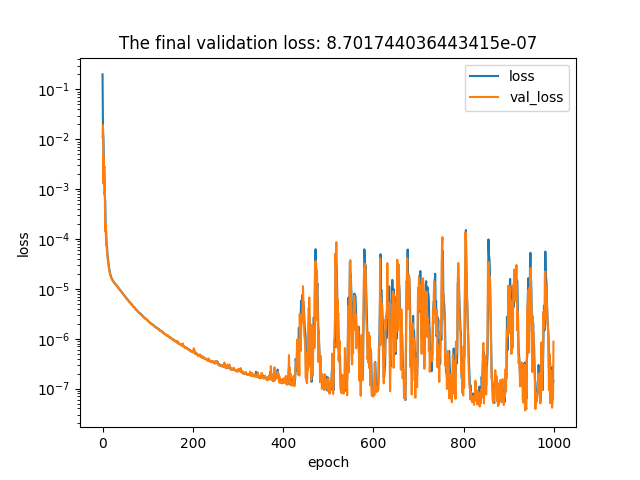 The final validation loss: 8.701744036443415e-07
loss
val_loss
10⁻¹
10⁻²
10⁻³
10⁻⁴
10⁻⁵
10⁻⁶
10⁻⁷
loss
0 200 400 600 800 1000
epoch